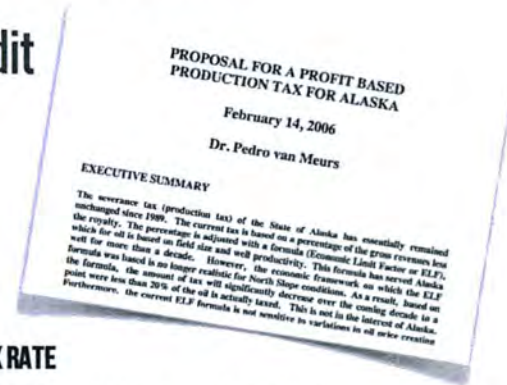 dit
PROPOSAL FOR A PROFIT BASED
PRODUCTION TAX FOR ALASKA
February 14, 2006
Dr. Pedro van Meurs
EXECUTIVE SUMMARY
The severance tax (production tax) of the State of Alaska has essentially remained
unchanged since 1989. The current tax is based on a percentage of the gross revenues less
the royalty. The percentage is adjusted with a formula (Economic Limit Factor or ELF),
which for oil is based on field size and well productivity. This formula has served Alaska
well for more than a decade. However, the economic framework on which the ELF
formula was based is no longer realistic for North Slope conditions. As a result, based on
the formula, the amount of tax will significantly decrease over the coming decade to a
point were less than 20% of the oil is actually taxed. This is not in the interest of Alaska.
Furthermore, the current ELF formula is not sensitive to variations in oil price creating
RATE